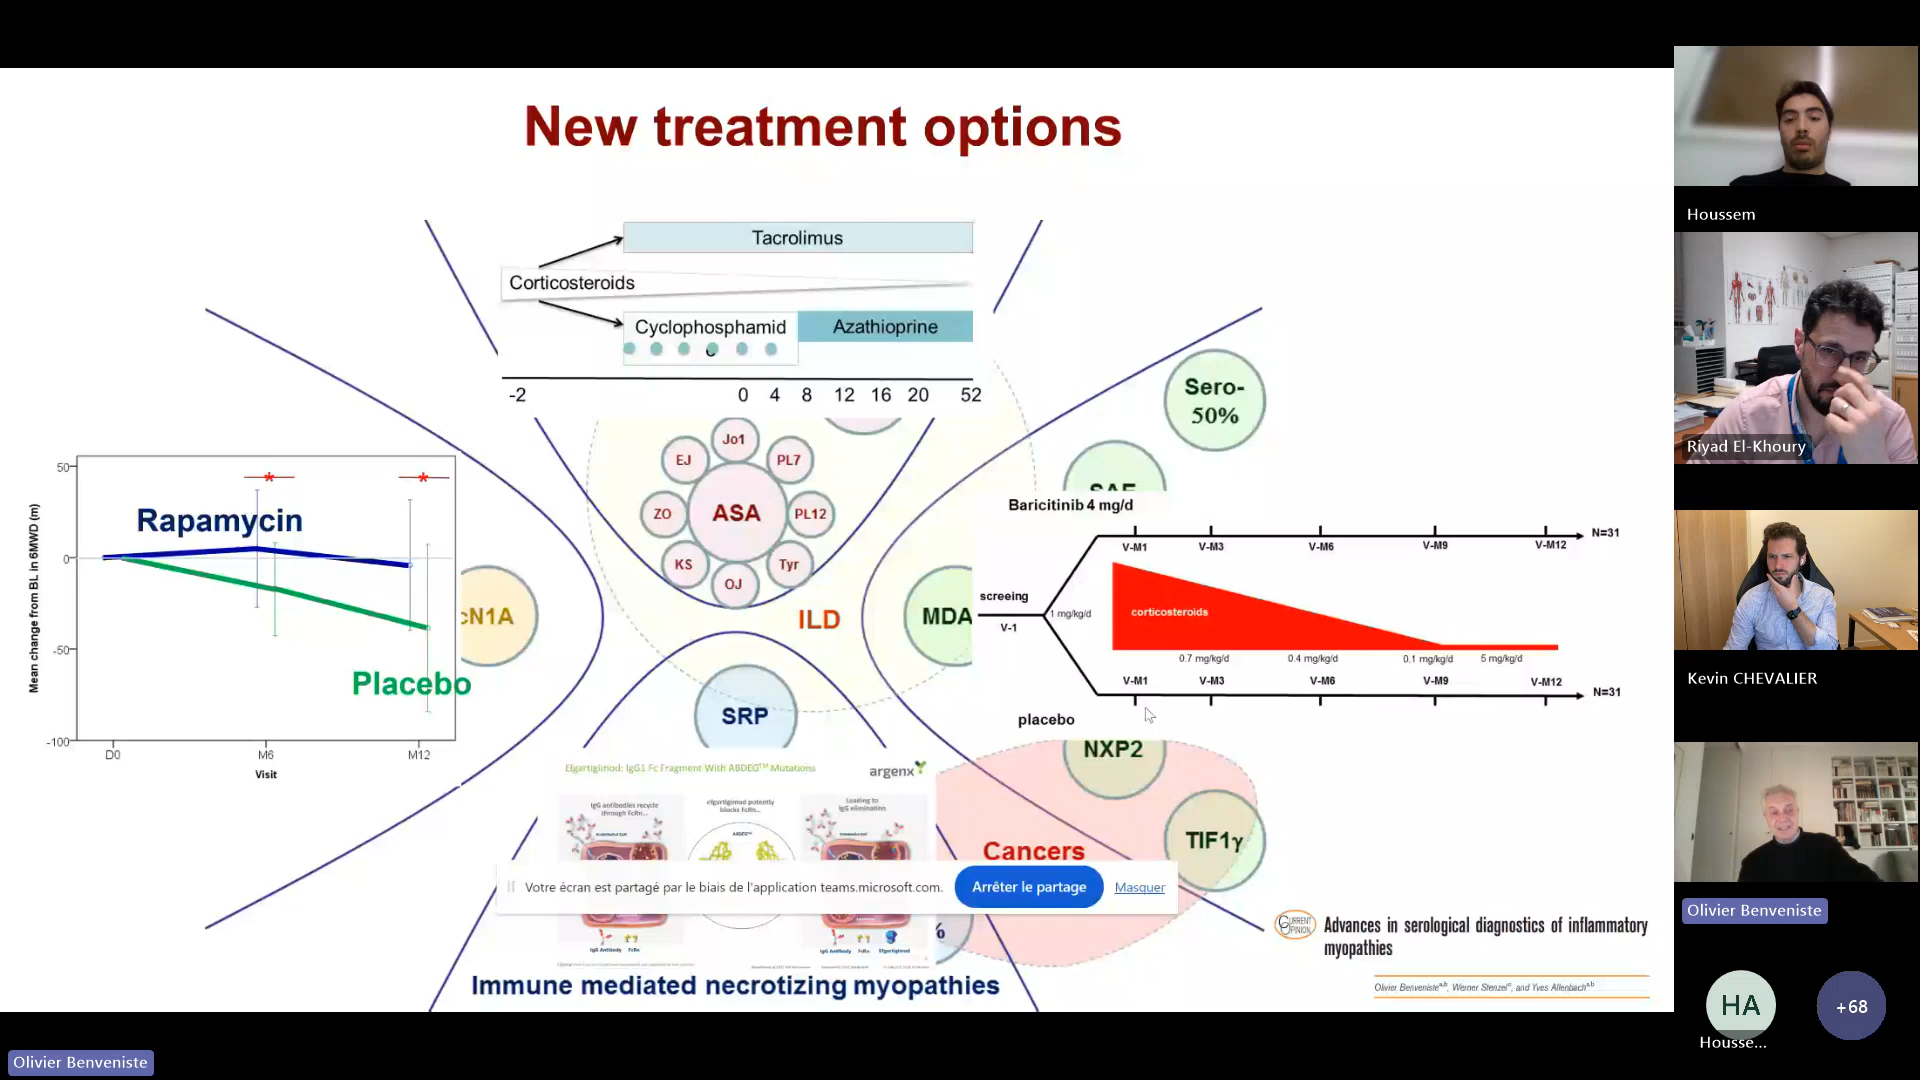 New treatment options
Tacrolimus
Corticosteroids
Cyclophosphamid
e
Azathioprine
-2 0 4 8 12 16 20 52
Sero-
50%
SAE
Jo1
EJ
PL7
ZO
ASA
PL12
KS
Tyr
OJ
ILD
cN1A
MDA
SRP
NXP2
TIF1γ
Cancers
%
Mean change from BL in 6MWD (m)
50
0
-50
-100
Rapamycin
Placebo
* *
D0 M6 M12
Visit
Baricitinib 4 mg/d
V-M1 V-M3 V-M6 V-M9 V-M12
N=31
screeing
V-1
1 mg/kg/d
corticosteroids
0.7 mg/kg/d 0.4 mg/kg/d 0.1 mg/kg/d 5 mg/kg/d
V-M1 V-M3 V-M6 V-M9 V-M12
N=31
placebo
Efgartigimod: IgG1 Fc Fragment With ABDEG™ Mutations
argenx
IgG antibodies recycle
through FcRn...
efgartigimod potently
blocks FcRn...
Leading to
IgG elimination
ABDEG™
IgG Antibody FcRn
IgG Antibody FcRn Efgartigimod
Votre écran est partagé par le biais de l'application teams.microsoft.com.
Arrêter le partage
Masquer
Immune mediated necrotizing myopathies
CURRENT
OPINION
Advances in serological diagnostics of inflammatory
myopathies
Olivier Benveniste a,b, Werner Stenzel c, and Yves Allenbach a,b
Houssem
Riyad El-Khoury
Kevin CHEVALIER
Olivier Benveniste
HA
Housse...
+68
Olivier Benveniste